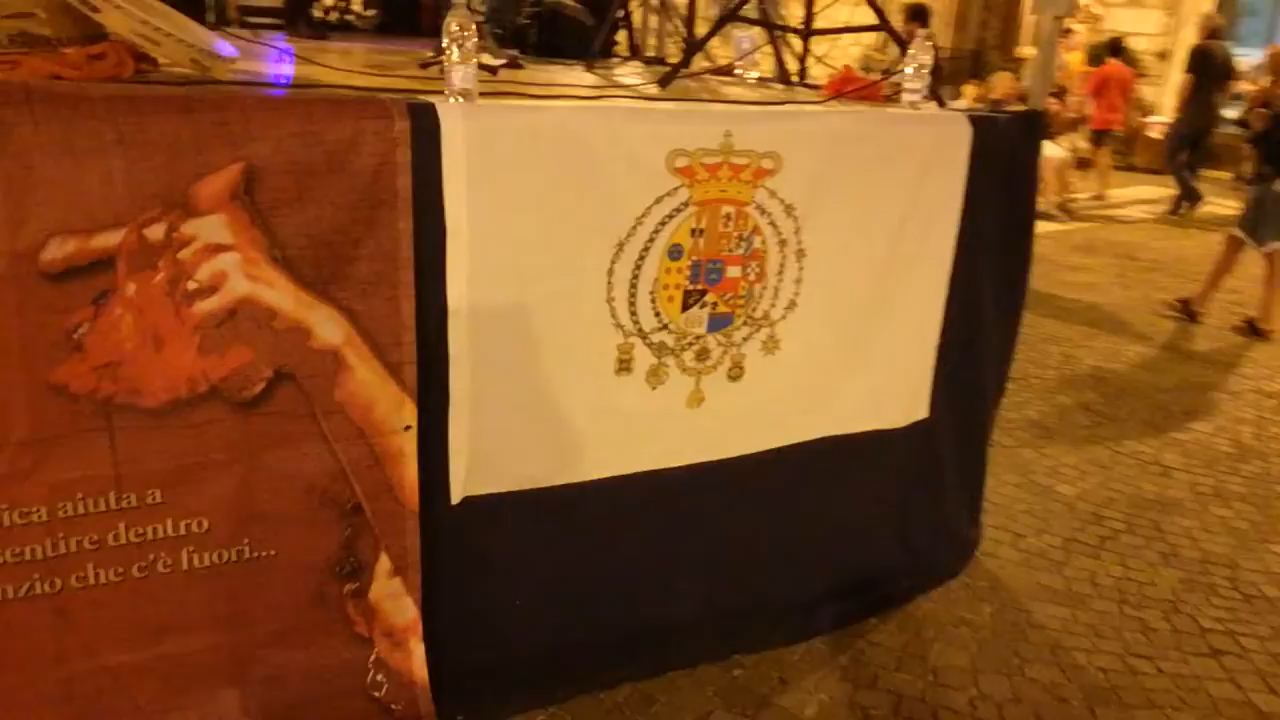 ica aiuta a
sentire dentro
nzio che c'è fuori...